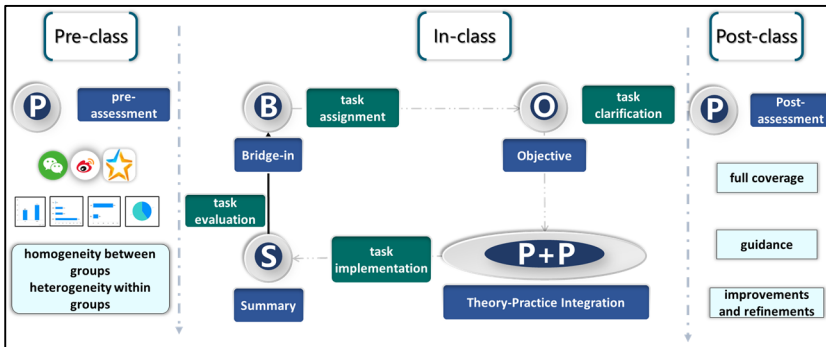 Pre-class
In-class
Post-class
P
pre-
assessment
homogeneity between
groups
heterogeneity within
groups
B
Bridge-in
task
assignment
O
Objective
task
clarification
task
evaluation
S
Summary
task
implementation
P+P
Theory-Practice Integration
P
Post-
assessment
full coverage
guidance
improvements
and refinements